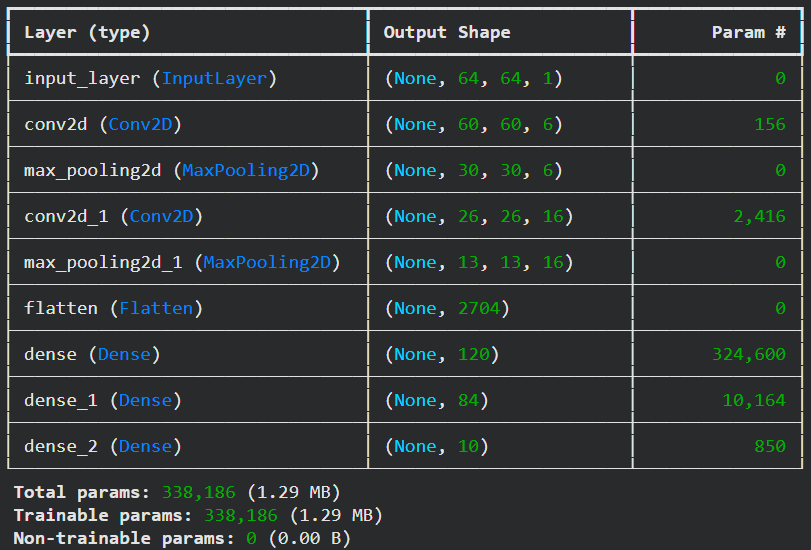 Layer (type) Output Shape Param #
input_layer (InputLayer) (None, 64, 64, 1) 0
conv2d (Conv2D) (None, 60, 60, 6) 156
max_pooling2d (MaxPooling2D) (None, 30, 30, 6) 0
conv2d_1 (Conv2D) (None, 26, 26, 16) 2,416
max_pooling2d_1 (MaxPooling2D) (None, 13, 13, 16) 0
flatten (Flatten) (None, 2704) 0
dense (Dense) (None, 120) 324,600
dense_1 (Dense) (None, 84) 10,164
dense_2 (Dense) (None, 10) 850
Total params: 338,186 (1.29 MB)
Trainable params: 338,186 (1.29 MB)
Non-trainable params: 0 (0.00 B)